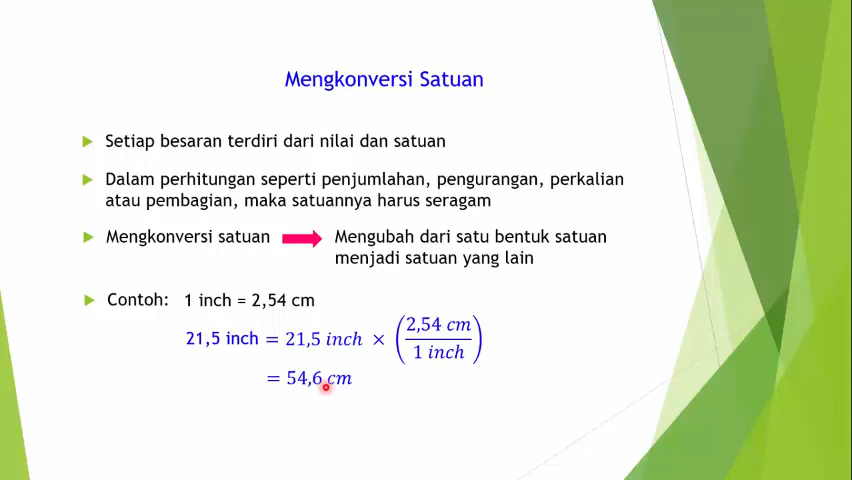 Mengkonversi Satuan
Setiap besaran terdiri dari nilai dan satuan
Dalam perhitungan seperti penjumlahan, pengurangan, perkalian
atau pembagian, maka satuannya harus seragam
Mengkonversi satuan
Mengubah dari satu bentuk satuan
menjadi satuan yang lain
Contoh: 1 inch = 2,54 cm
21,5 inch = 21,5 inch × (2,54 cm / 1 inch)
= 54,6 cm